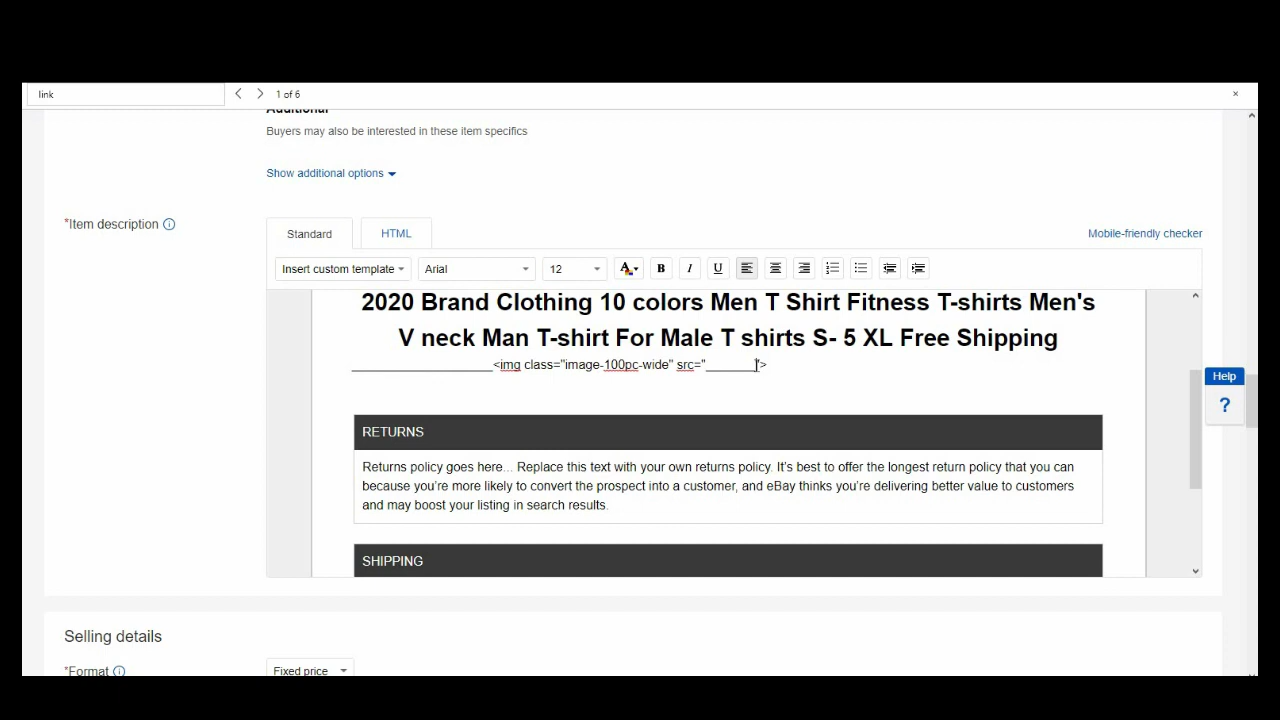 link
1 of 6
Additional
Buyers may also be interested in these item specifics
Show additional options
*Item description
Standard
HTML
Mobile-friendly checker
Insert custom template
Arial
12
A
B
I
U
2020 Brand Clothing 10 colors Men T Shirt Fitness T-shirts Men's
V neck Man T-shirt For Male T shirts S- 5 XL Free Shipping
____________________<img class="image-100pc-wide" src="_______">
Help
?
RETURNS
Returns policy goes here... Replace this text with your own returns policy. It's best to offer the longest return policy that you can
because you're more likely to convert the prospect into a customer, and eBay thinks you're delivering better value to customers
and may boost your listing in search results.
SHIPPING
Selling details
*Format
Fixed price